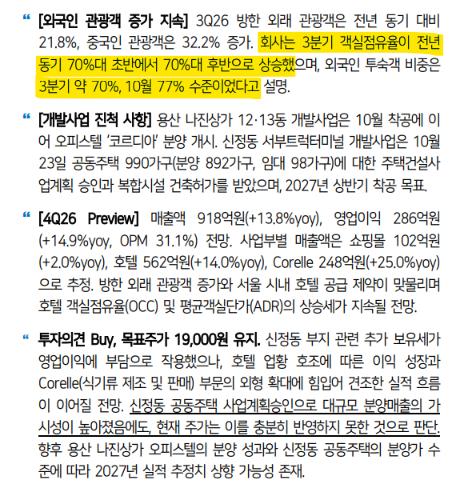 “ [외국인 관광객 증가 지속] 3Q26 방한 외래 관광객은 전년 동기 대비
21.8%, 중국인 관광객은 32.2% 증가. 회사는 3분기 객실점유율이 전년
동기 70%대 초반에서 70%대 후반으로 상승했으며, 외국인 투숙객 비중은
3분기 약 70%, 10월 77% 수준이었다고 설명.
“ [개발사업 진척 사항] 용산 나진상가 12·13동 개발사업은 10월 착공에 이
어 오피스텔 ‘코르디아’ 분양 개시. 신정동 서부트럭터미널 개발사업은 10월
23일 공동주택 990가구(분양 892가구, 임대 98가구)에 대한 주택건설사
업계획 승인과 복합시설 건축허가를 받았으며, 2027년 상반기 착공 목표.
“ [4Q26 Preview] 매출액 918억원(+13.8%yoy), 영업이익 286억원
(+14.9%yoy, OPM 31.1%) 전망. 사업부별 매출액은 쇼핑몰 102억원
(+2.0%yoy), 호텔 562억원(+14.0%yoy), Corelle 248억원(+25.0%yoy)
으로 추정. 방한 외래 관광객 증가와 서울 시내 호텔 공급 제약이 맞물리며
호텔 객실점유율(OCC) 및 평균객실단가(ADR)의 상승세가 지속될 전망.
“ 투자의견 Buy, 목표주가 19,000원 유지. 신정동 부지 관련 추가 보유세가
영업이익에 부담으로 작용했으나, 호텔 업황 호조에 따른 이익 성장과
Corelle(식기류 제조 및 판매) 부문의 외형 확대에 힘입어 견조한 실적 흐름
이 이어질 전망. 신정동 공동주택 사업계획승인으로 대규모 분양매출의 가
시성이 높아졌음에도, 현재 주가는 이를 충분히 반영하지 못한 것으로 판단.
향후 용산 나진상가 오피스텔의 분양 성과와 신정동 공동주택의 분양가 수
준에 따라 2027년 실적 추정치 상향 가능성 존재.